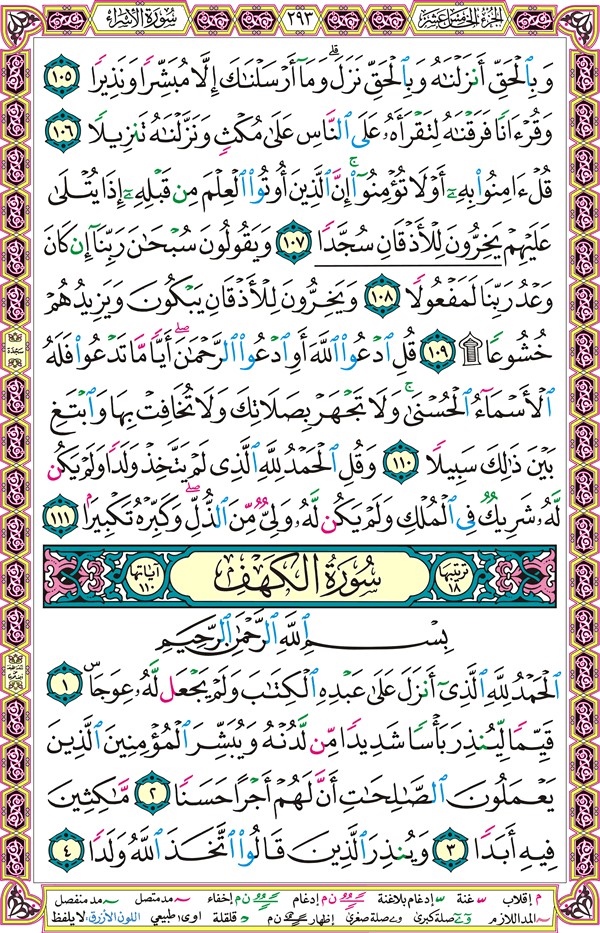 الجزء الخامس عشر ٢٩٣ سورة الإسراء
وَبِٱلْحَقِّ أَنزَلْنَٰهُ وَبِٱلْحَقِّ نَزَلَ ۗ وَمَآ أَرْسَلْنَٰكَ إِلَّا مُبَشِّرًا وَنَذِيرًا ١٠٥
وَقُرْءَانًا فَرَقْنَٰهُ لِتَقْرَأَهُۥ عَلَى ٱلنَّاسِ عَلَىٰ مُكْثٍ وَنَزَّلْنَٰهُ تَنزِيلًا ١٠٦
قُلْ ءَامِنُوا۟ بِهِۦٓ أَوْ لَا تُؤْمِنُوٓا۟ ۚ إِنَّ ٱلَّذِينَ أُوتُوا۟ ٱلْعِلْمَ مِن قَبْلِهِۦٓ إِذَا يُتْلَىٰ
عَلَيْهِمْ يَخِرُّونَ لِلْأَذْقَانِ سُجَّدًا ١٠٧ وَيَقُولُونَ سُبْحَٰنَ رَبِّنَآ إِن كَانَ
وَعْدُ رَبِّنَا لَمَفْعُولًا ١٠٨ وَيَخِرُّونَ لِلْأَذْقَانِ يَبْكُونَ وَيَزِيدُهُمْ
خُشُوعًا ۩ ١٠٩ قُلِ ٱدْعُوا۟ ٱللَّهَ أَوِ ٱدْعُوا۟ ٱلرَّحْمَٰنَ ۖ أَيًّا مَّا تَدْعُوا۟ فَلَهُ
ٱلْأَسْمَآءُ ٱلْحُسْنَىٰ ۚ وَلَا تَجْهَرْ بِصَلَاتِكَ وَلَا تُخَافِتْ بِهَا وَٱبْتَغِ
بَيْنَ ذَٰلِكَ سَبِيلًا ١١٠ وَقُلِ ٱلْحَمْدُ لِلَّهِ ٱلَّذِى لَمْ يَتَّخِذْ وَلَدًا وَلَمْ يَكُن
لَّهُۥ شَرِيكٌ فِى ٱلْمُلْكِ وَلَمْ يَكُن لَّهُۥ وَلِىٌّ مِّنَ ٱلذُّلِّ ۖ وَكَبِّرْهُ تَكْبِيرًۢا ١١١
ترتيبها ١٨ سُورَةُ الكَهْفِ آياتها ١١٠
بِسْمِ ٱللَّهِ ٱلرَّحْمَٰنِ ٱلرَّحِيمِ
ٱلْحَمْدُ لِلَّهِ ٱلَّذِىٓ أَنزَلَ عَلَىٰ عَبْدِهِ ٱلْكِتَٰبَ وَلَمْ يَجْعَل لَّهُۥ عِوَجَاۜ ١
قَيِّمًا لِّيُنذِرَ بَأْسًا شَدِيدًا مِّن لَّدُنْهُ وَيُبَشِّرَ ٱلْمُؤْمِنِينَ ٱلَّذِينَ
يَعْمَلُونَ ٱلصَّٰلِحَٰتِ أَنَّ لَهُمْ أَجْرًا حَسَنًا ٢ مَّٰكِثِينَ
فِيهِ أَبَدًا ٣ وَيُنذِرَ ٱلَّذِينَ قَالُوا۟ ٱتَّخَذَ ٱللَّهُ وَلَدًا ٤
م إقلاب س غنة إدغام بلاغنة ن م إدغام إخفاء مد متصل مد منفصل
المد اللازم صلة كبرى صلة صغرى إظهار ن م قلقلة اوى طبيعي اللون الأزرق: لا يلفظ
سجدة